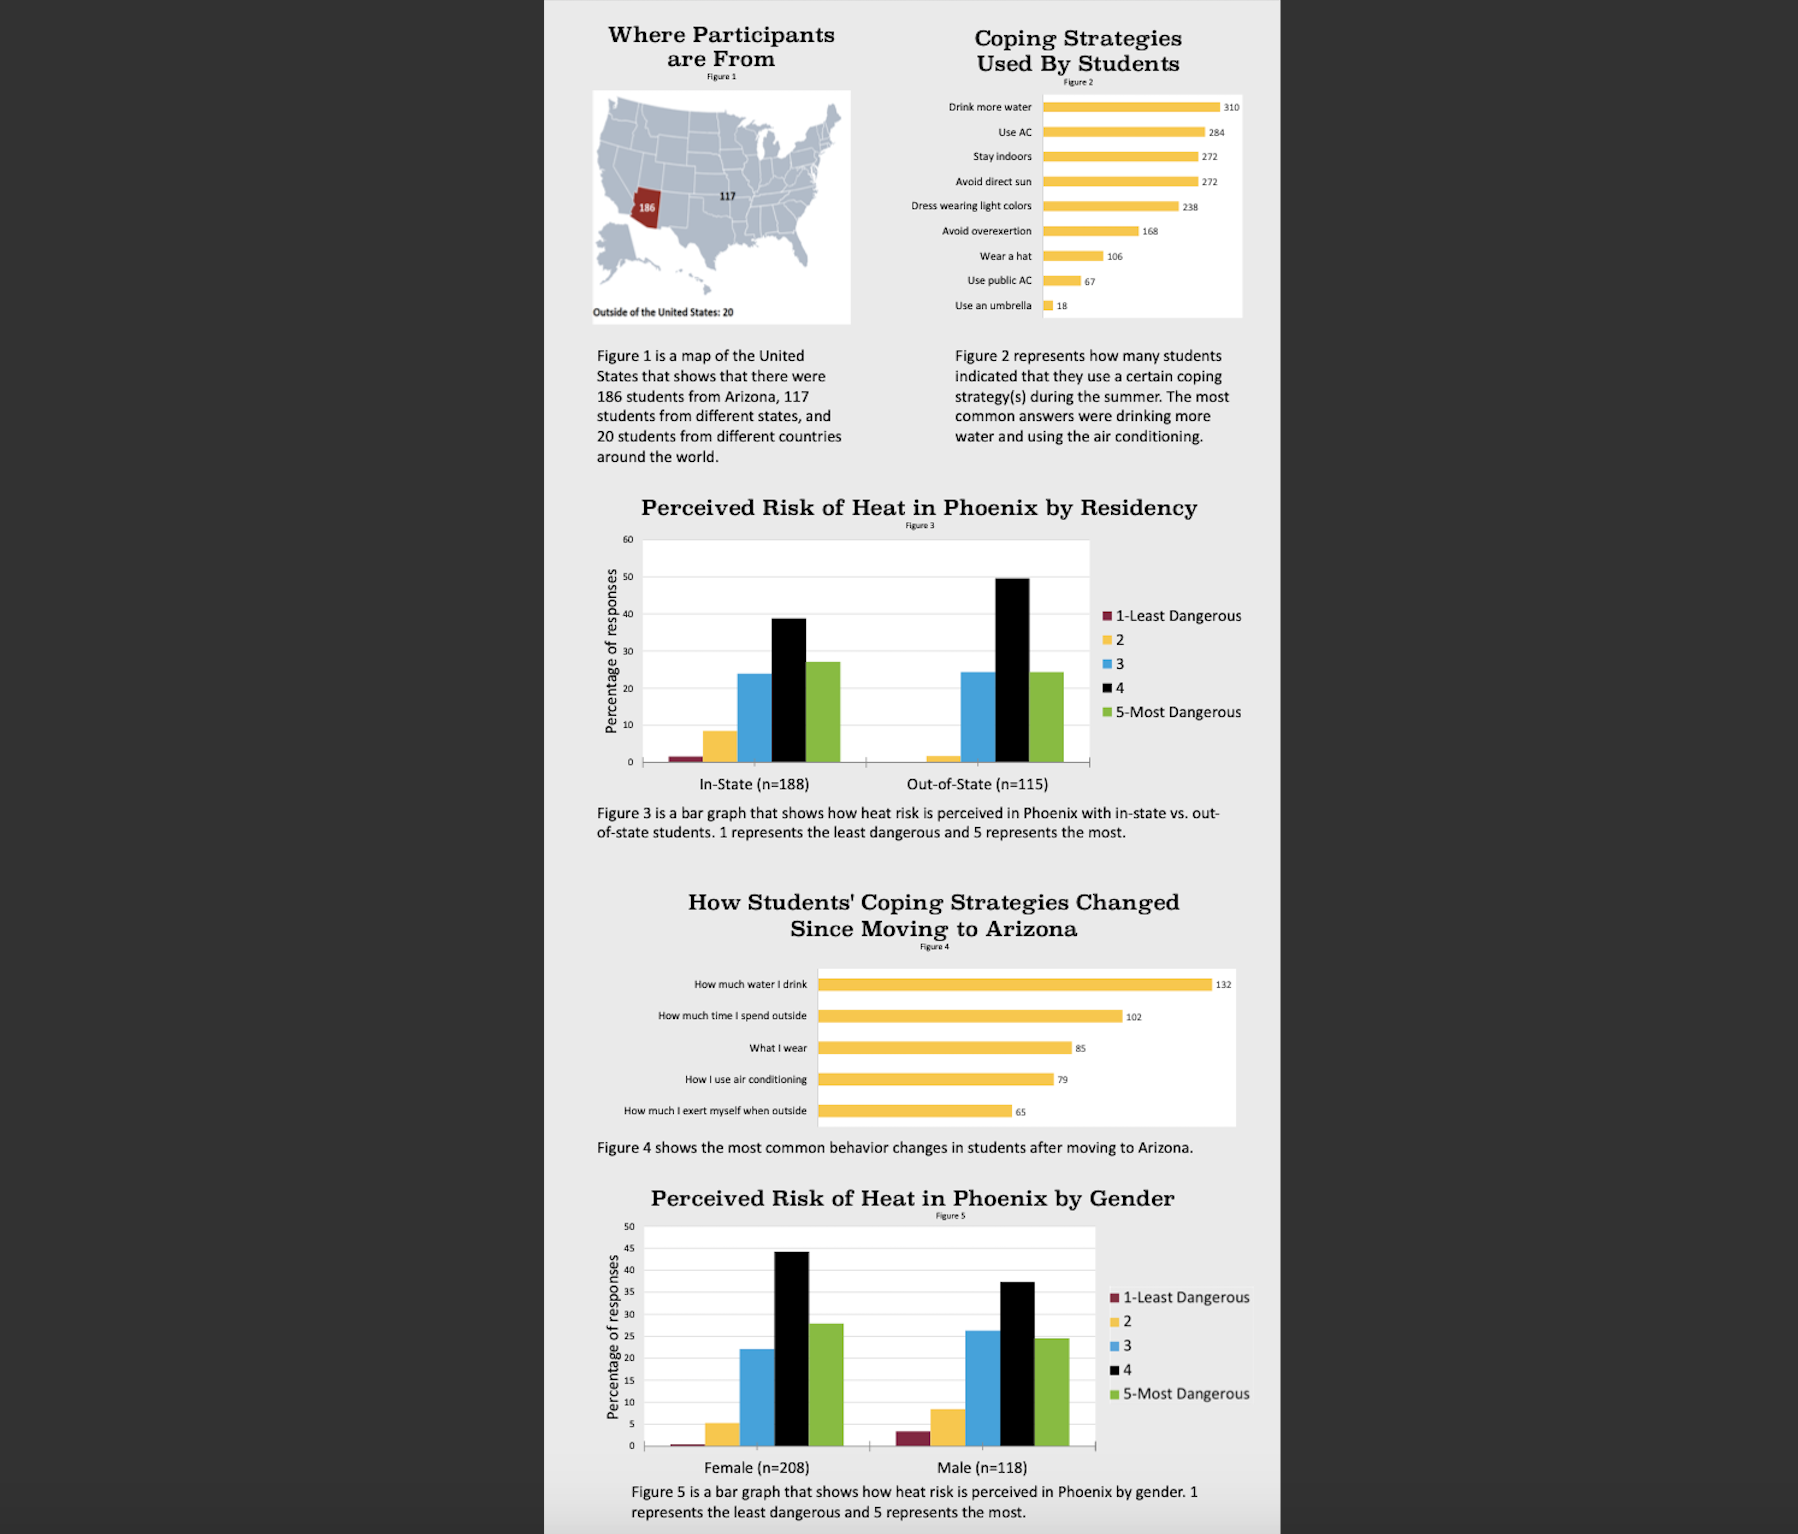 Where Participants
are From
Figure 1
186
117
Outside of the United States: 20
Figure 1 is a map of the United
States that shows that there were
186 students from Arizona, 117
students from different states, and
20 students from different countries
around the world.
Coping Strategies
Used By Students
Figure 2
Drink more water 310
Use AC 284
Stay indoors 272
Avoid direct sun 272
Dress wearing light colors 238
Avoid overexertion 168
Wear a hat 106
Use public AC 67
Use an umbrella 18
Figure 2 represents how many students
indicated that they use a certain coping
strategy(s) during the summer. The most
common answers were drinking more
water and using the air conditioning.
Perceived Risk of Heat in Phoenix by Residency
Figure 3
Percentage of responses
60
50
40
30
20
10
0
In-State (n=188) Out-of-State (n=115)
1-Least Dangerous
2
3
4
5-Most Dangerous
Figure 3 is a bar graph that shows how heat risk is perceived in Phoenix with in-state vs. out-
of-state students. 1 represents the least dangerous and 5 represents the most.
How Students' Coping Strategies Changed
Since Moving to Arizona
Figure 4
How much water I drink 132
How much time I spend outside 102
What I wear 85
How I use air conditioning 79
How much I exert myself when outside 65
Figure 4 shows the most common behavior changes in students after moving to Arizona.
Perceived Risk of Heat in Phoenix by Gender
Figure 5
Percentage of responses
50
45
40
35
30
25
20
15
10
5
0
Female (n=208) Male (n=118)
1-Least Dangerous
2
3
4
5-Most Dangerous
Figure 5 is a bar graph that shows how heat risk is perceived in Phoenix by gender. 1
represents the least dangerous and 5 represents the most.